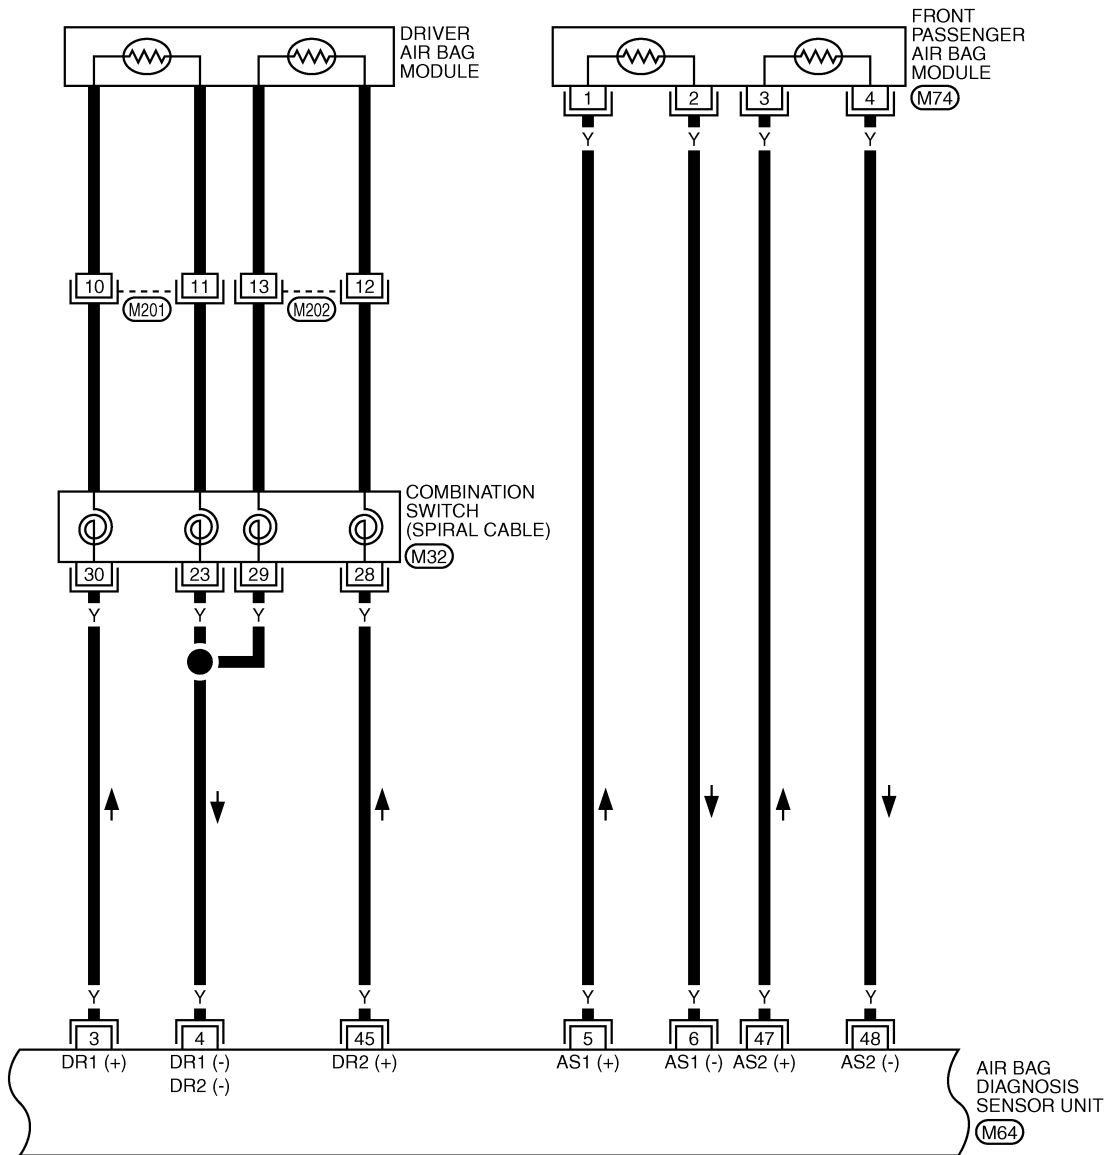 DRIVER
AIR BAG
MODULE
FRONT
PASSENGER
AIR BAG
MODULE
M74
1 2 3 4
Y Y Y Y
10 11 13 12
M201 M202
COMBINATION
SWITCH
(SPIRAL CABLE)
M32
30 23 29 28
Y Y Y Y
Y Y Y Y Y Y Y
3 4 45 5 6 47 48
DR1 (+) DR1 (-) DR2 (+) AS1 (+) AS1 (-) AS2 (+) AS2 (-)
DR2 (-)
AIR BAG
DIAGNOSIS
SENSOR UNIT
M64